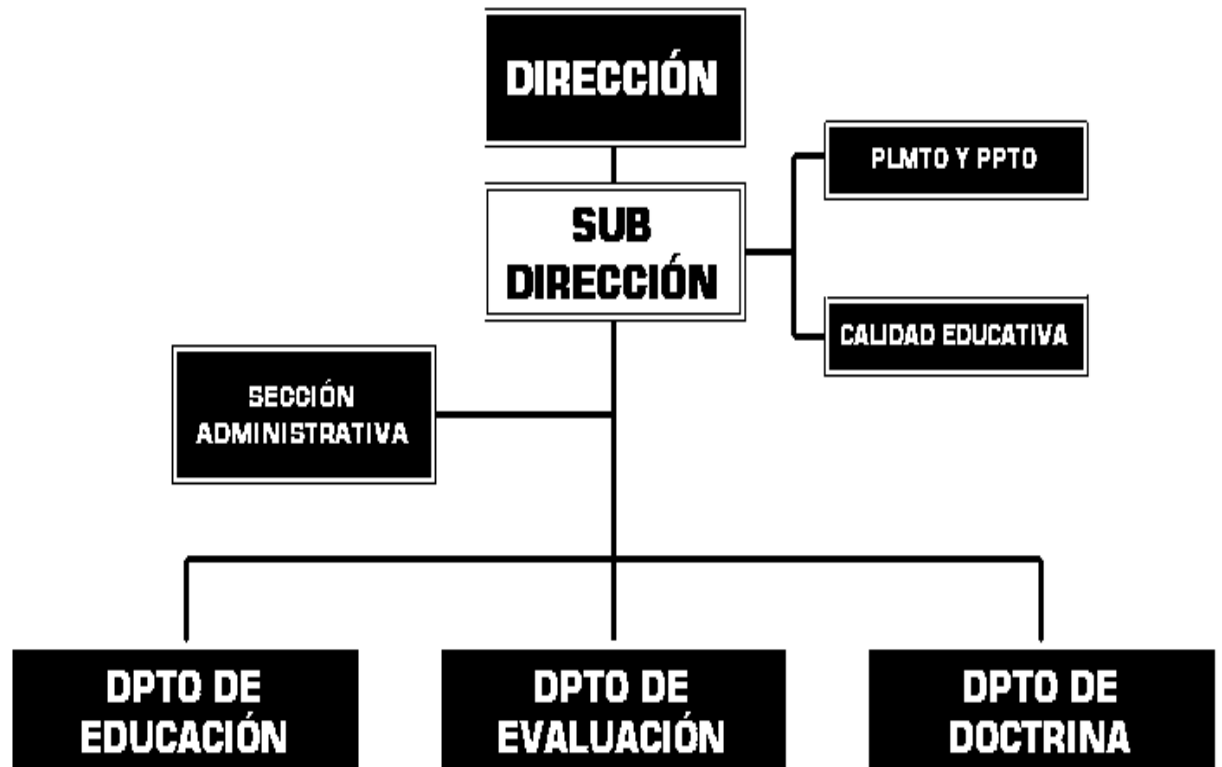 DIRECCIÓN
PLMTO Y PPTO
SUB
DIRECCIÓN
CALIDAD EDUCATIVA
SECCIÓN
ADMINISTRATIVA
DPTO DE
EDUCACIÓN
DPTO DE
EVALUACIÓN
DPTO DE
DOCTRINA